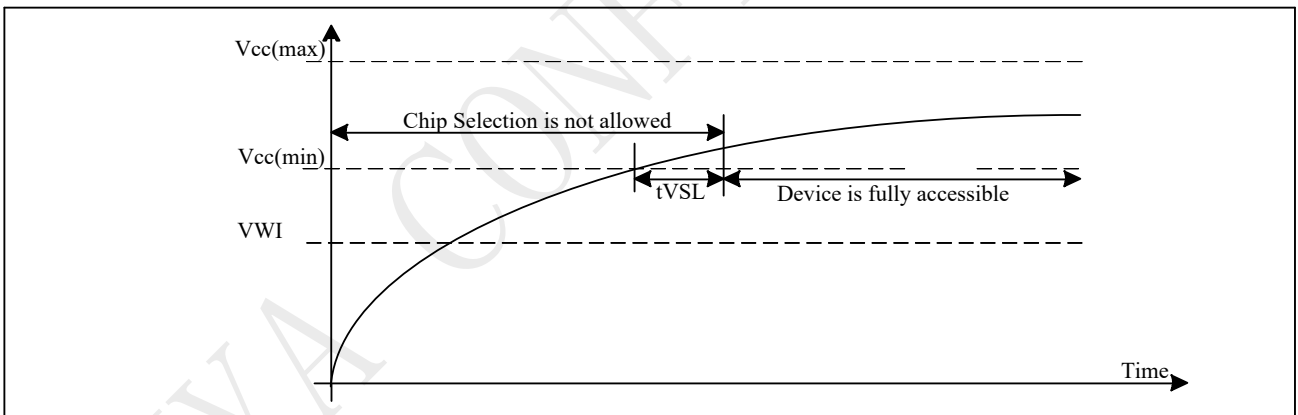 Vcc(max)
Chip Selection is not allowed
Vcc(min)
tVSL
Device is fully accessible
VWI
Time